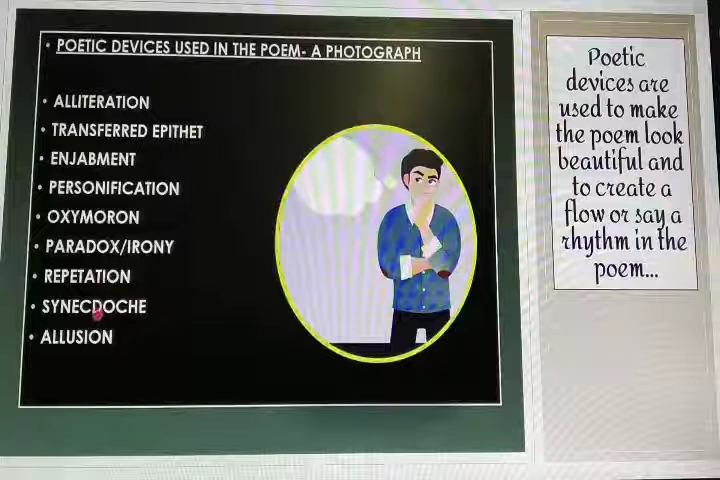 • POETIC DEVICES USED IN THE POEM- A PHOTOGRAPH
• ALLITERATION
• TRANSFERRED EPITHET
• ENJABMENT
• PERSONIFICATION
• OXYMORON
• PARADOX/IRONY
• REPETATION
• SYNECDOCHE
• ALLUSION
Poetic
devices are
used to make
the poem look
beautiful and
to create a
flow or say a
rhythm in the
poem...